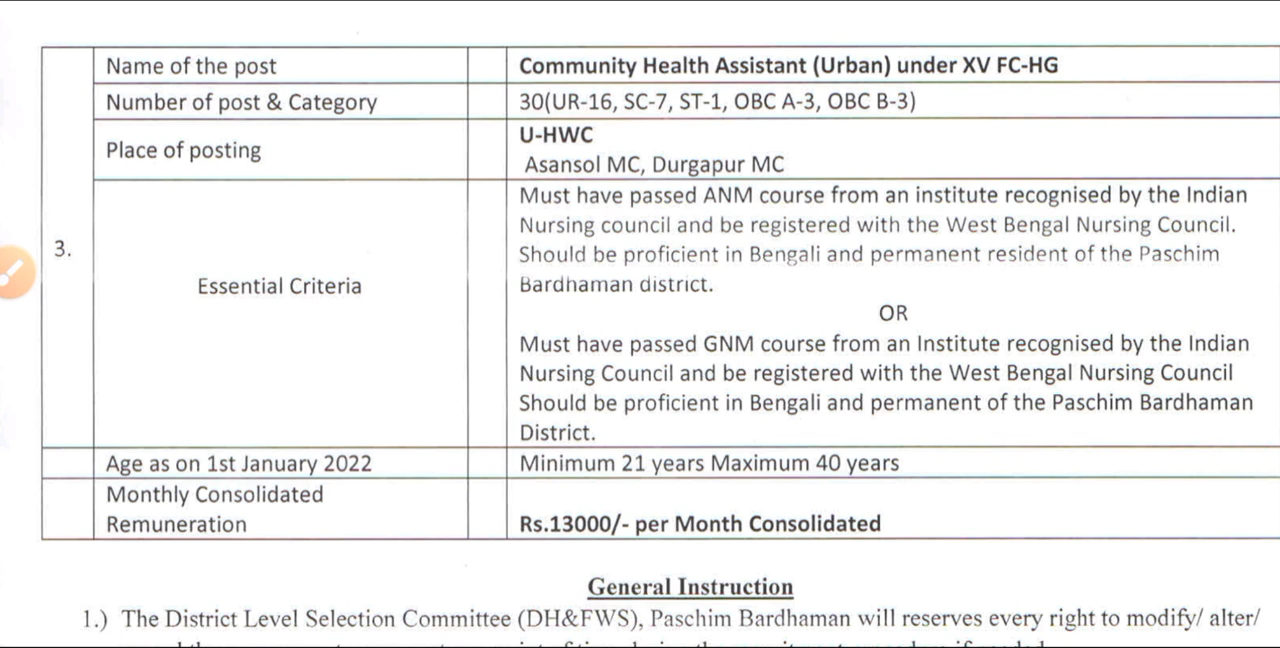 Name of the post
Community Health Assistant (Urban) under XV FC-HG
Number of post & Category
30(UR-16, SC-7, ST-1, OBC A-3, OBC B-3)
Place of posting
U-HWC
Asansol MC, Durgapur MC
3.
Essential Criteria
Must have passed ANM course from an institute recognised by the Indian
Nursing council and be registered with the West Bengal Nursing Council.
Should be proficient in Bengali and permanent resident of the Paschim
Bardhaman district.
OR
Must have passed GNM course from an Institute recognised by the Indian
Nursing Council and be registered with the West Bengal Nursing Council
Should be proficient in Bengali and permanent of the Paschim Bardhaman
District.
Age as on 1st January 2022
Minimum 21 years Maximum 40 years
Monthly Consolidated
Remuneration
Rs.13000/- per Month Consolidated
General Instruction
1.) The District Level Selection Committee (DH&FWS), Paschim Bardhaman will reserves every right to modify/ alter/